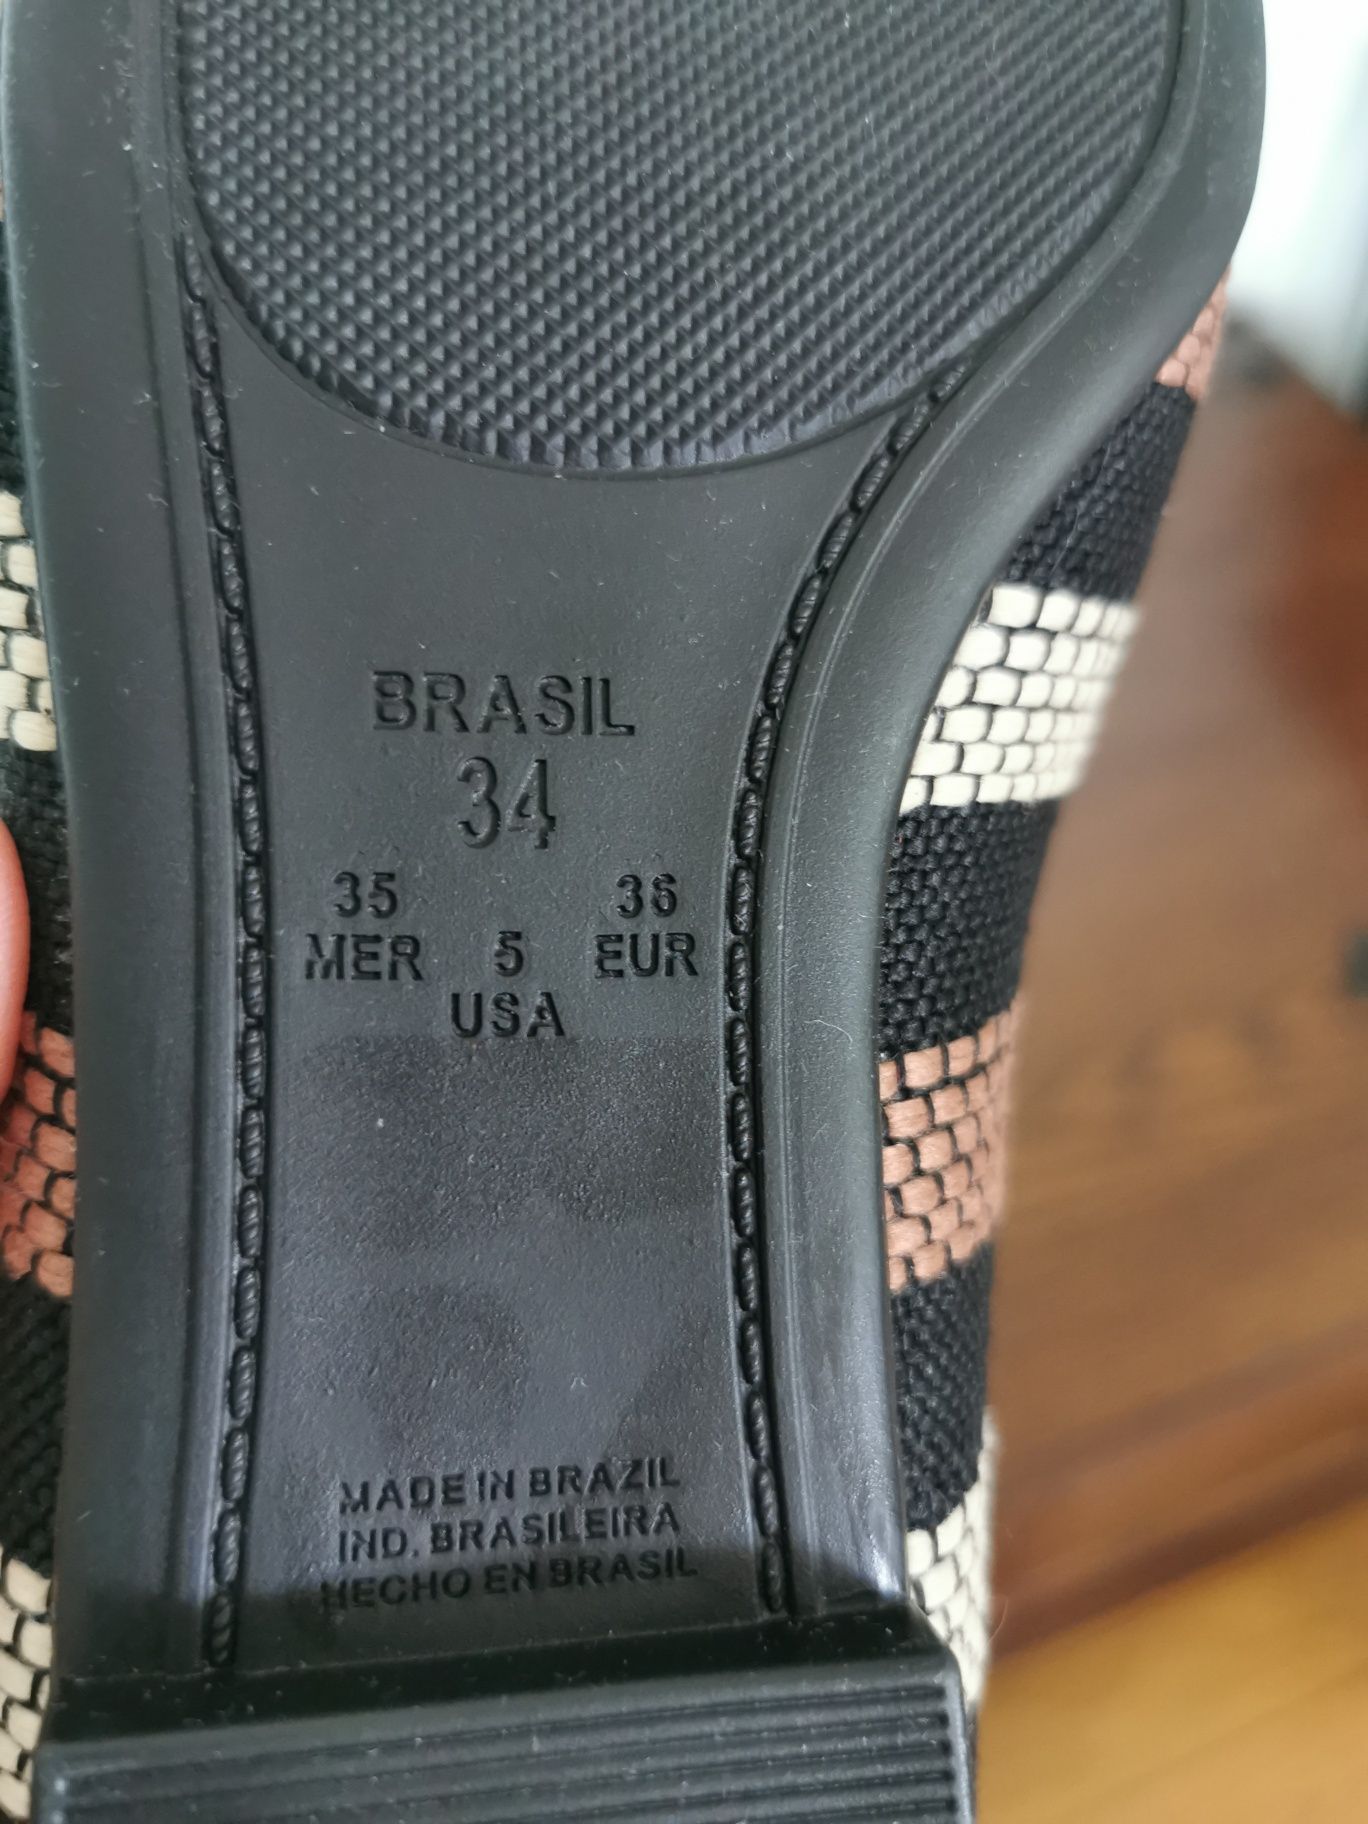 BRASIL
34
35 36
MER 5 EUR
USA
MADE IN BRAZIL
IND. BRASILEIRA
HECHO EN BRASIL